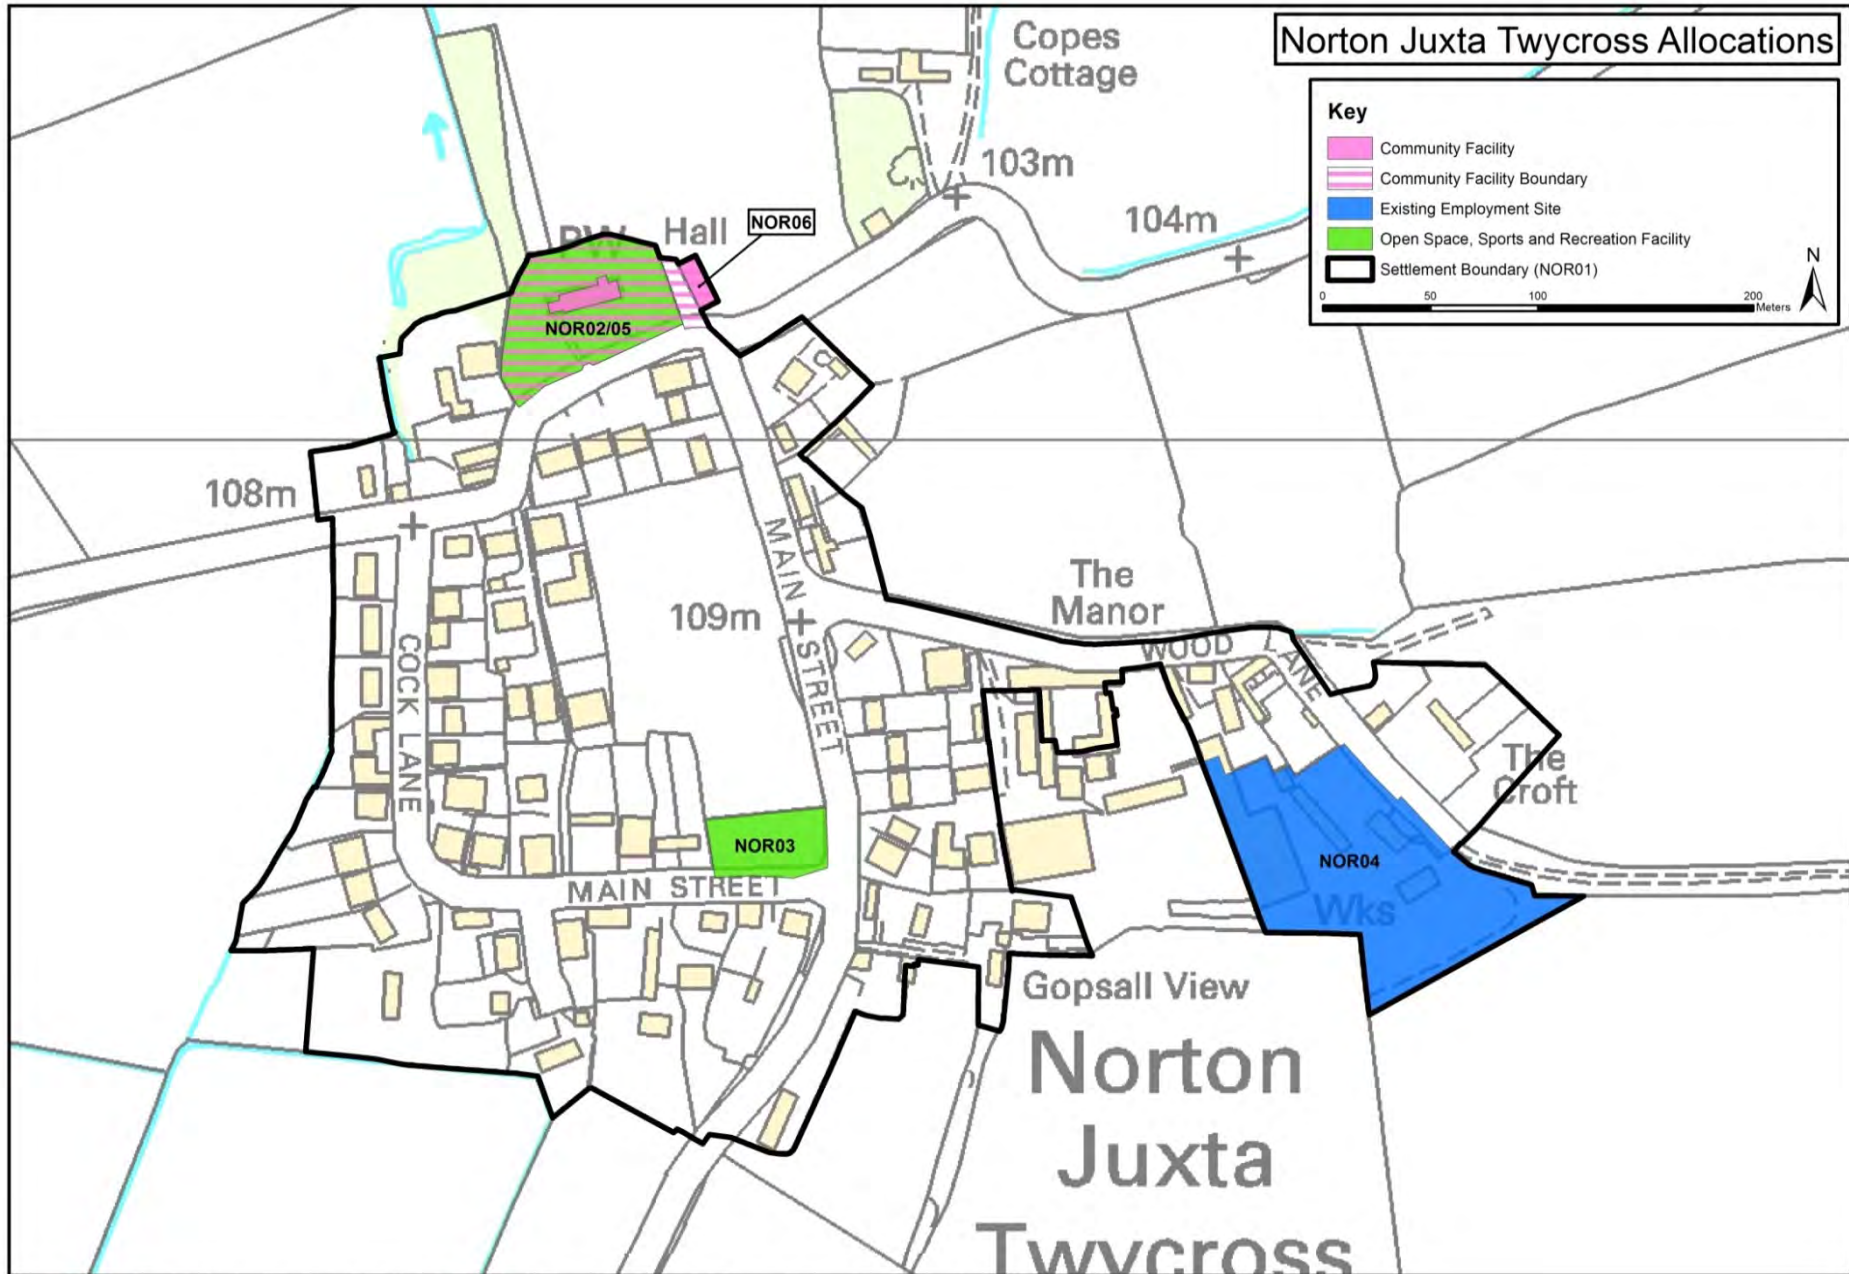 Norton Juxta Twycross Allocations
Key
Community Facility
Community Facility Boundary
Existing Employment Site
Open Space, Sports and Recreation Facility
Settlement Boundary (NOR01)
N
0 50 100 200
Meters
Copes
Cottage
103m
104m
PW
Hall
NOR06
NOR02/05
108m
MAIN STREET
109m
The
Manor
WOOD LANE
COCK LANE
The
Croft
NOR03
NOR04
MAIN STREET
Wks
Gopsall View
Norton
Juxta
Twycross